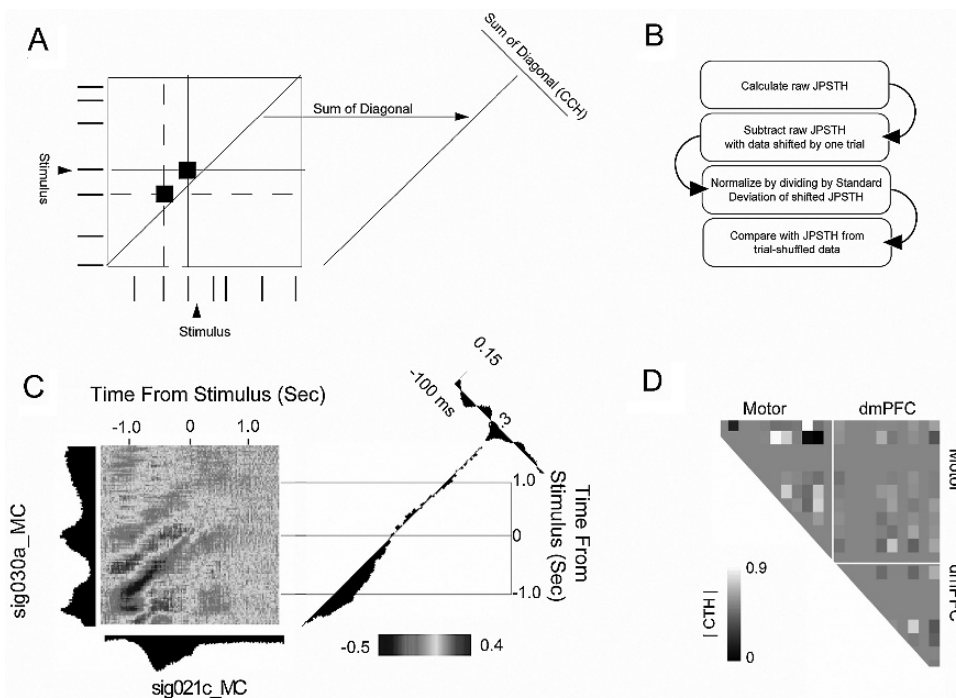 A
Stimulus
Sum of Diagonal
Sum of Diagonal (CCH)
Stimulus
B
Calculate raw JPSTH
Subtract raw JPSTH
with data shifted by one trial
Normalize by dividing by Standard
Deviation of shifted JPSTH
Compare with JPSTH from
trial-shuffled data
C
Time From Stimulus (Sec)
-1.0 0 1.0
sig030a_MC
sig021c_MC
0.15
-100 ms
.3
1.0
0
-1.0
Time From
Stimulus (Sec)
-0.5 0.4
D
Motor dmPFC
Motor
dmPFC
| CTH |
0.9
0